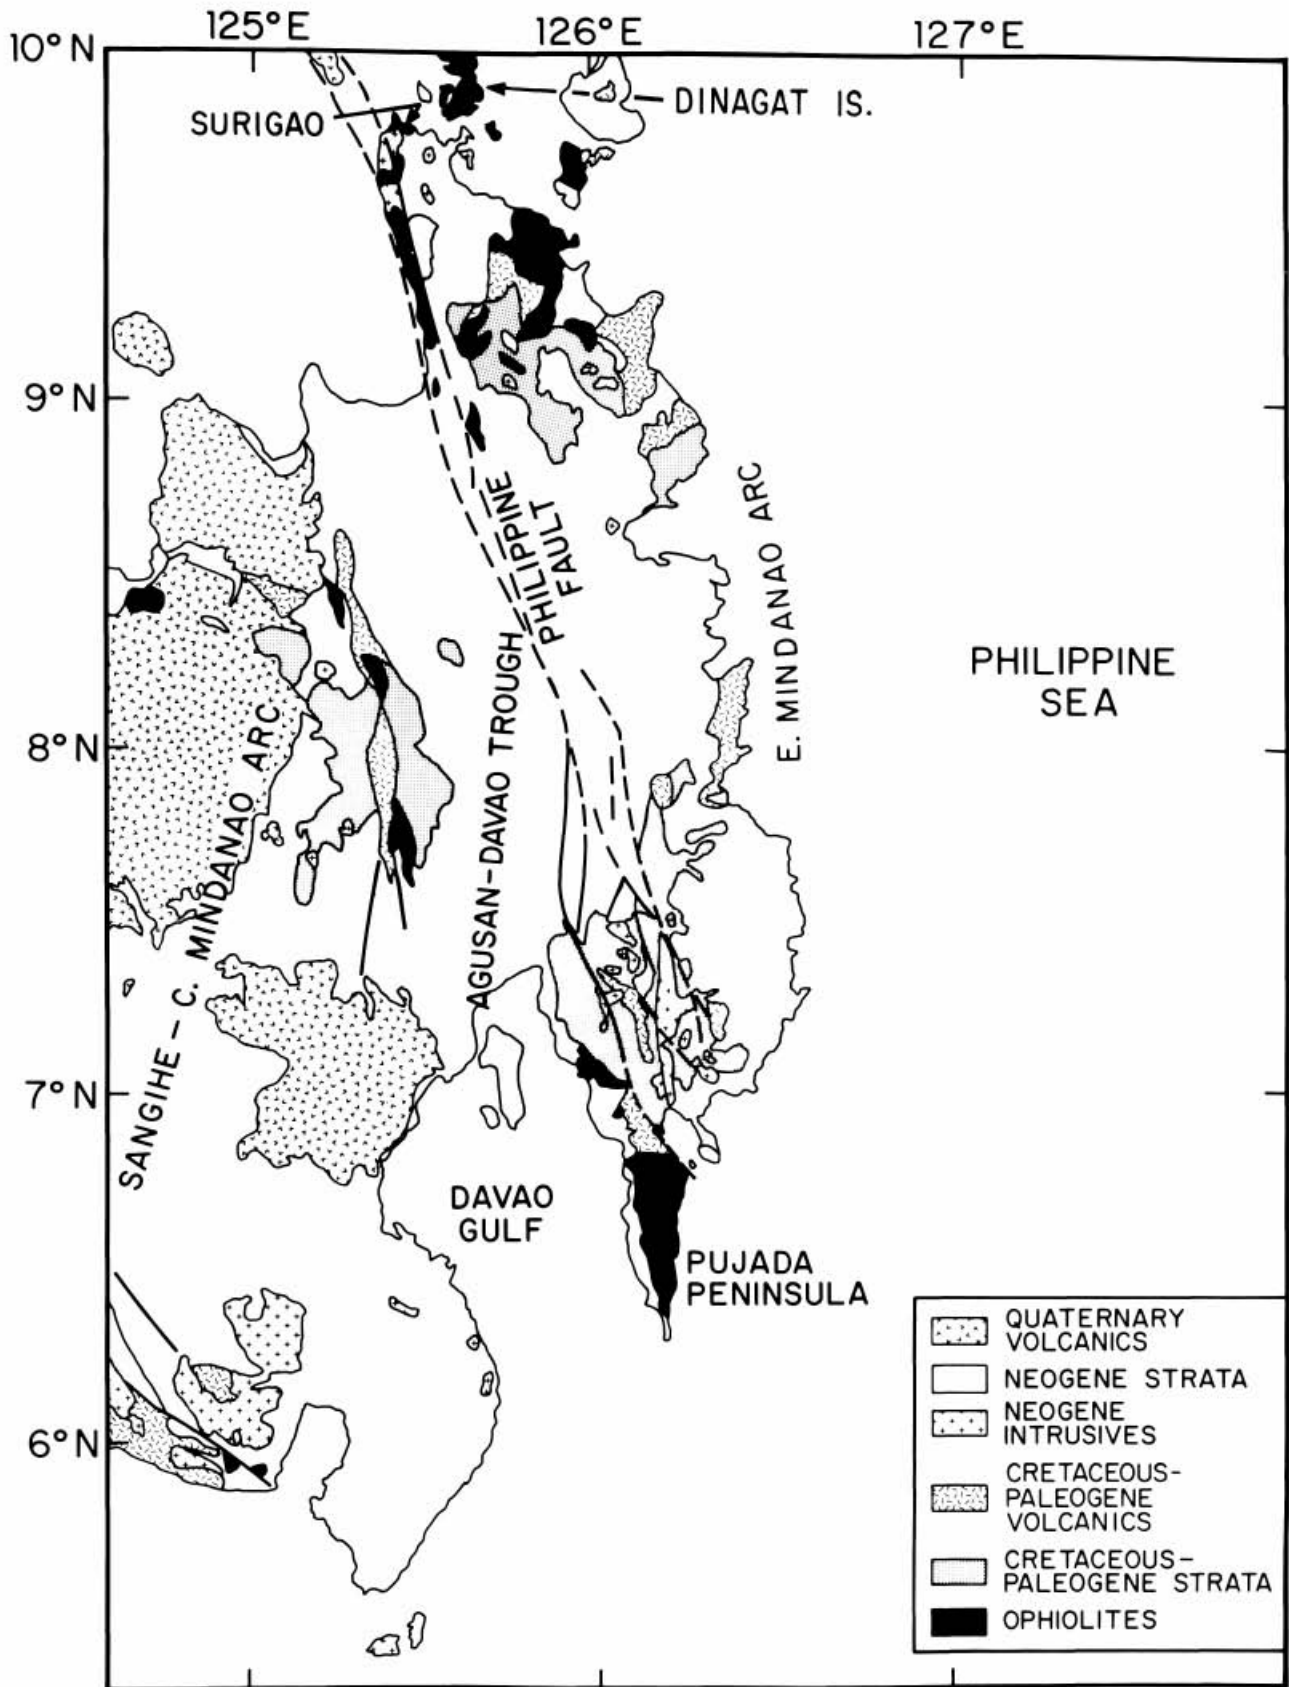 125°E
126°E
127°E
10°N
DINAGAT IS.
SURIGAO
9°N
PHILIPPINE
FAULT
E. MINDANAO ARC
AGUSAN-DAVAO TROUGH
PHILIPPINE
SEA
8°N
SANGIHE - C. MINDANAO ARC
7°N
DAVAO
GULF
PUJADA
PENINSULA
6°N
QUATERNARY
VOLCANICS
NEOGENE STRATA
NEOGENE
INTRUSIVES
CRETACEOUS-
PALEOGENE
VOLCANICS
CRETACEOUS-
PALEOGENE STRATA
OPHIOLITES